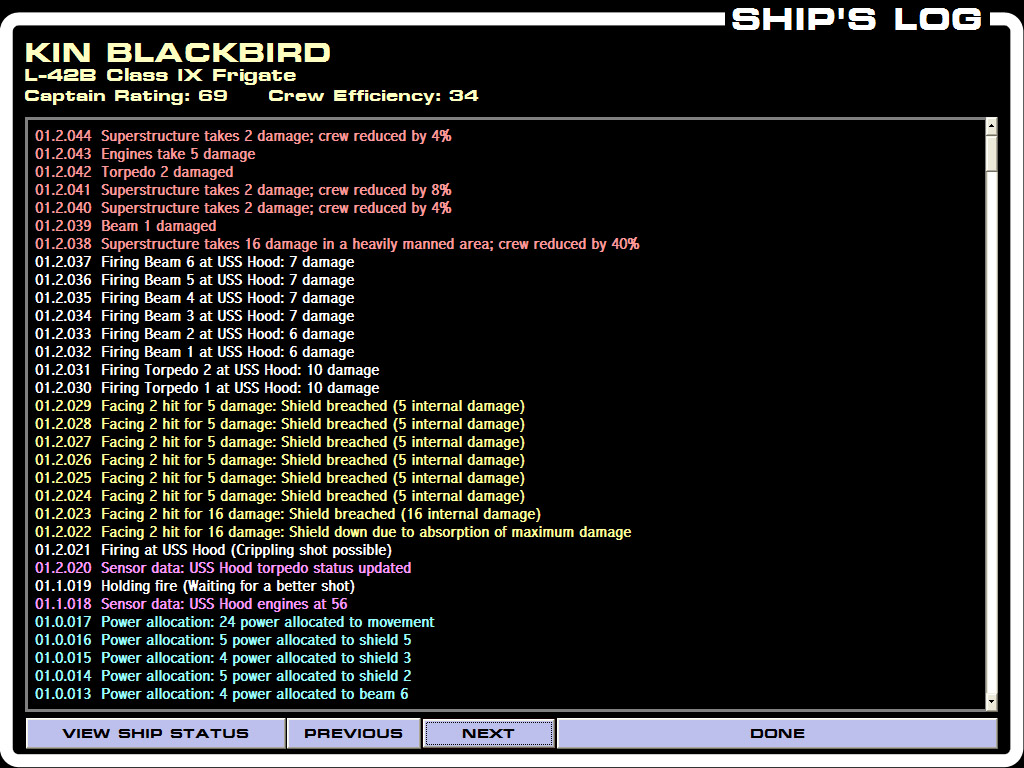 SHIP'S LOG
KIN BLACKBIRD
L-42B Class IX Frigate
Captain Rating: 69 Crew Efficiency: 34
01.2.044 Superstructure takes 2 damage; crew reduced by 4%
01.2.043 Engines take 5 damage
01.2.042 Torpedo 2 damaged
01.2.041 Superstructure takes 2 damage; crew reduced by 8%
01.2.040 Superstructure takes 2 damage; crew reduced by 4%
01.2.039 Beam 1 damaged
01.2.038 Superstructure takes 16 damage in a heavily manned area; crew reduced by 40%
01.2.037 Firing Beam 6 at USS Hood: 7 damage
01.2.036 Firing Beam 5 at USS Hood: 7 damage
01.2.035 Firing Beam 4 at USS Hood: 7 damage
01.2.034 Firing Beam 3 at USS Hood: 7 damage
01.2.033 Firing Beam 2 at USS Hood: 6 damage
01.2.032 Firing Beam 1 at USS Hood: 6 damage
01.2.031 Firing Torpedo 2 at USS Hood: 10 damage
01.2.030 Firing Torpedo 1 at USS Hood: 10 damage
01.2.029 Facing 2 hit for 5 damage: Shield breached (5 internal damage)
01.2.028 Facing 2 hit for 5 damage: Shield breached (5 internal damage)
01.2.027 Facing 2 hit for 5 damage: Shield breached (5 internal damage)
01.2.026 Facing 2 hit for 5 damage: Shield breached (5 internal damage)
01.2.025 Facing 2 hit for 5 damage: Shield breached (5 internal damage)
01.2.024 Facing 2 hit for 5 damage: Shield breached (5 internal damage)
01.2.023 Facing 2 hit for 16 damage: Shield breached (16 internal damage)
01.2.022 Facing 2 hit for 16 damage: Shield down due to absorption of maximum damage
01.2.021 Firing at USS Hood (Crippling shot possible)
01.2.020 Sensor data: USS Hood torpedo status updated
01.1.019 Holding fire (Waiting for a better shot)
01.1.018 Sensor data: USS Hood engines at 56
01.0.017 Power allocation: 24 power allocated to movement
01.0.016 Power allocation: 5 power allocated to shield 5
01.0.015 Power allocation: 4 power allocated to shield 3
01.0.014 Power allocation: 5 power allocated to shield 2
01.0.013 Power allocation: 4 power allocated to beam 6
VIEW SHIP STATUS PREVIOUS NEXT DONE